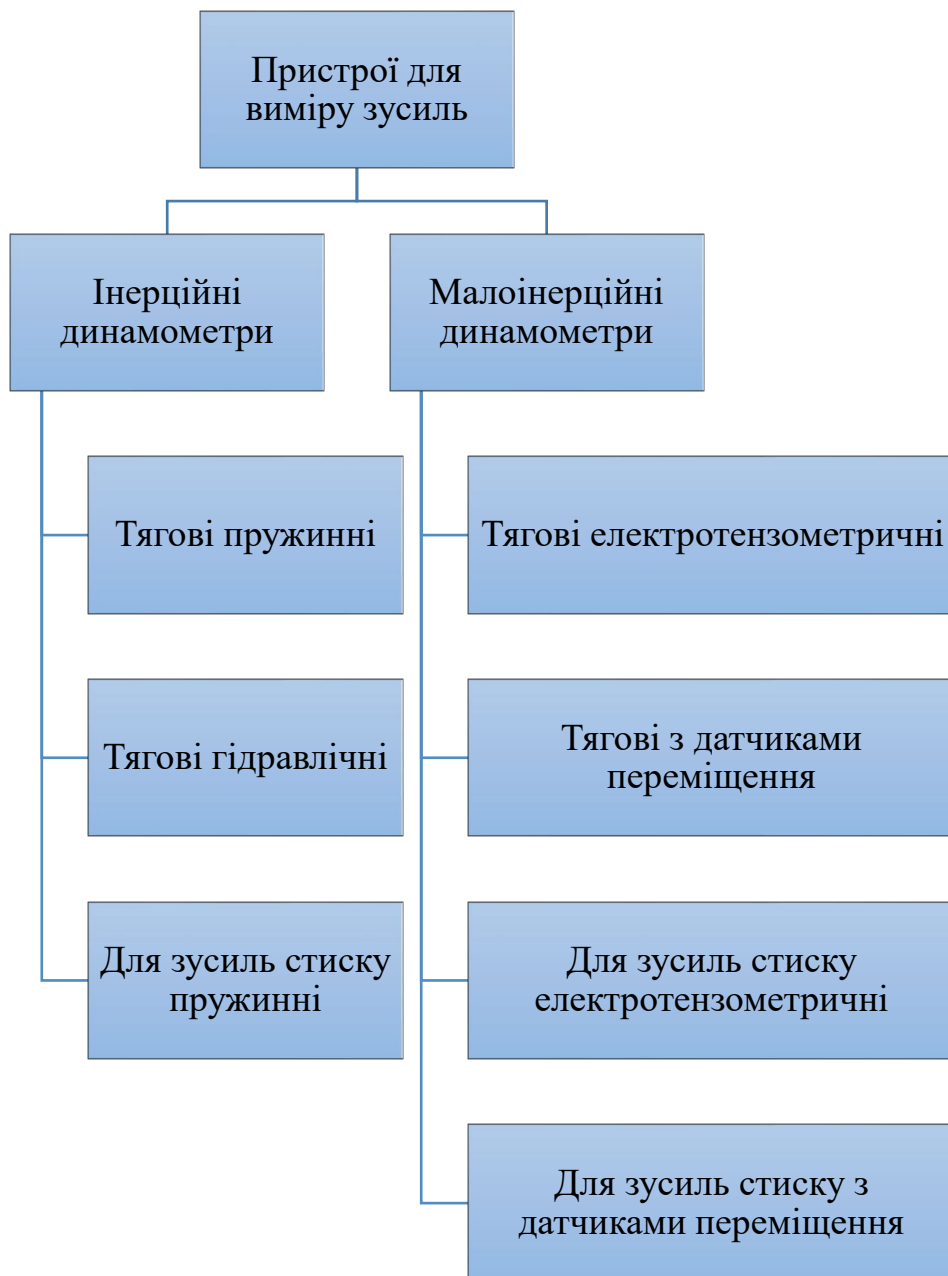 Пристрої для
виміру зусиль
Інерційні
динамометри
Малоінерційні
динамометри
Тягові пружинні
Тягові електротензометричні
Тягові гідравлічні
Тягові з датчиками
переміщення
Для зусиль стиску
пружинні
Для зусиль стиску
електротензометричні
Для зусиль стиску з
датчиками переміщення